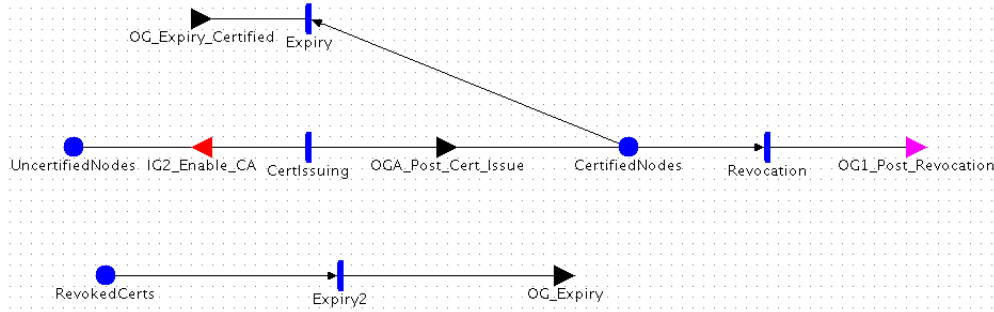 OG_Expiry_Certified
Expiry
UncertifiedNodes
IG2_Enable_CA
CertIssuing
OGA_Post_Cert_Issue
CertifiedNodes
Revocation
OG1_Post_Revocation
RevokedCerts
Expiry2
OG_Expiry